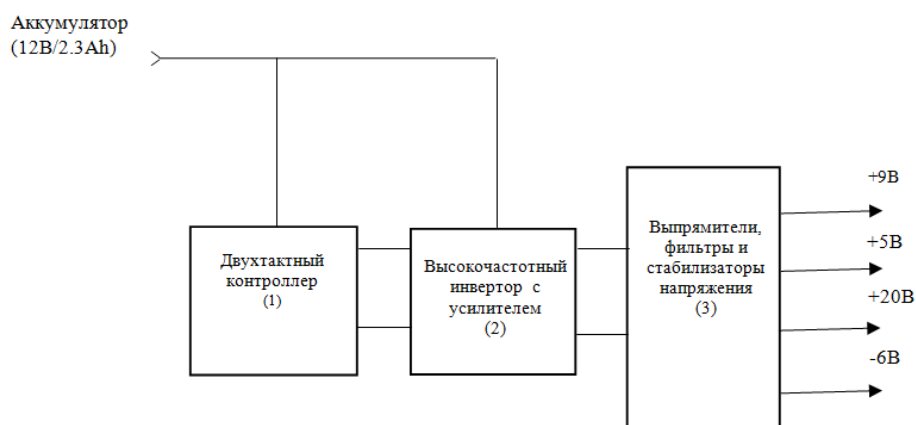 Аккумулятор
(12В/2.3Ah)
Двухтактный
контроллер
(1)
Высокочастотный
инвертор с
усилителем
(2)
Выпрямители,
фильтры и
стабилизаторы
напряжения
(3)
+9В
+5В
+20В
-6В